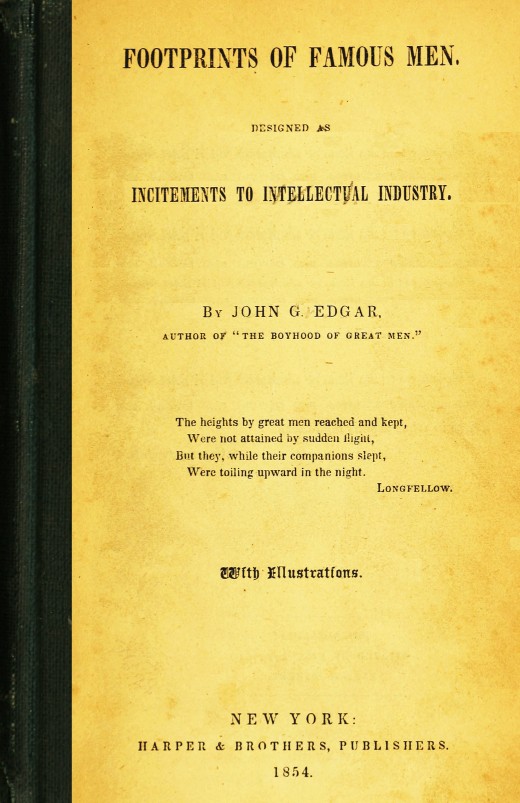 FOOTPRINTS OF FAMOUS MEN.
DESIGNED AS
INCITEMENTS TO INTELLECTUAL INDUSTRY.
BY JOHN G. EDGAR,
AUTHOR OF "THE BOYHOOD OF GREAT MEN."
The heights by great men reached and kept,
Were not attained by sudden flight,
But they, while their companions slept,
Were toiling upward in the night.
LONGFELLOW.
With Illustrations.
NEW YORK:
HARPER & BROTHERS, PUBLISHERS.
1854.